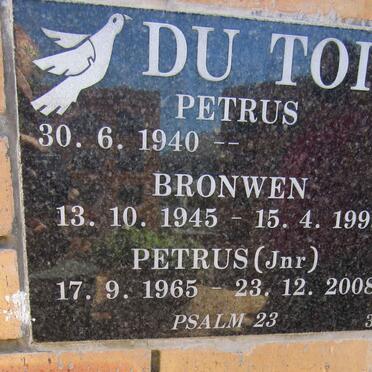 DU TOI
PETRUS
30. 6. 1940 --
BRONWEN
13. 10. 1945 - 15. 4. 199
PETRUS (Jnr)
17. 9. 1965 - 23. 12. 2008
PSALM 23